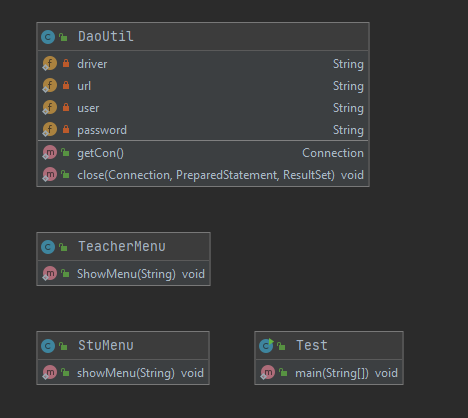 DaoUtil
driver String
url String
user String
password String
getCon() Connection
close(Connection, PreparedStatement, ResultSet) void
TeacherMenu
ShowMenu(String) void
StuMenu
showMenu(String) void
Test
main(String[]) void